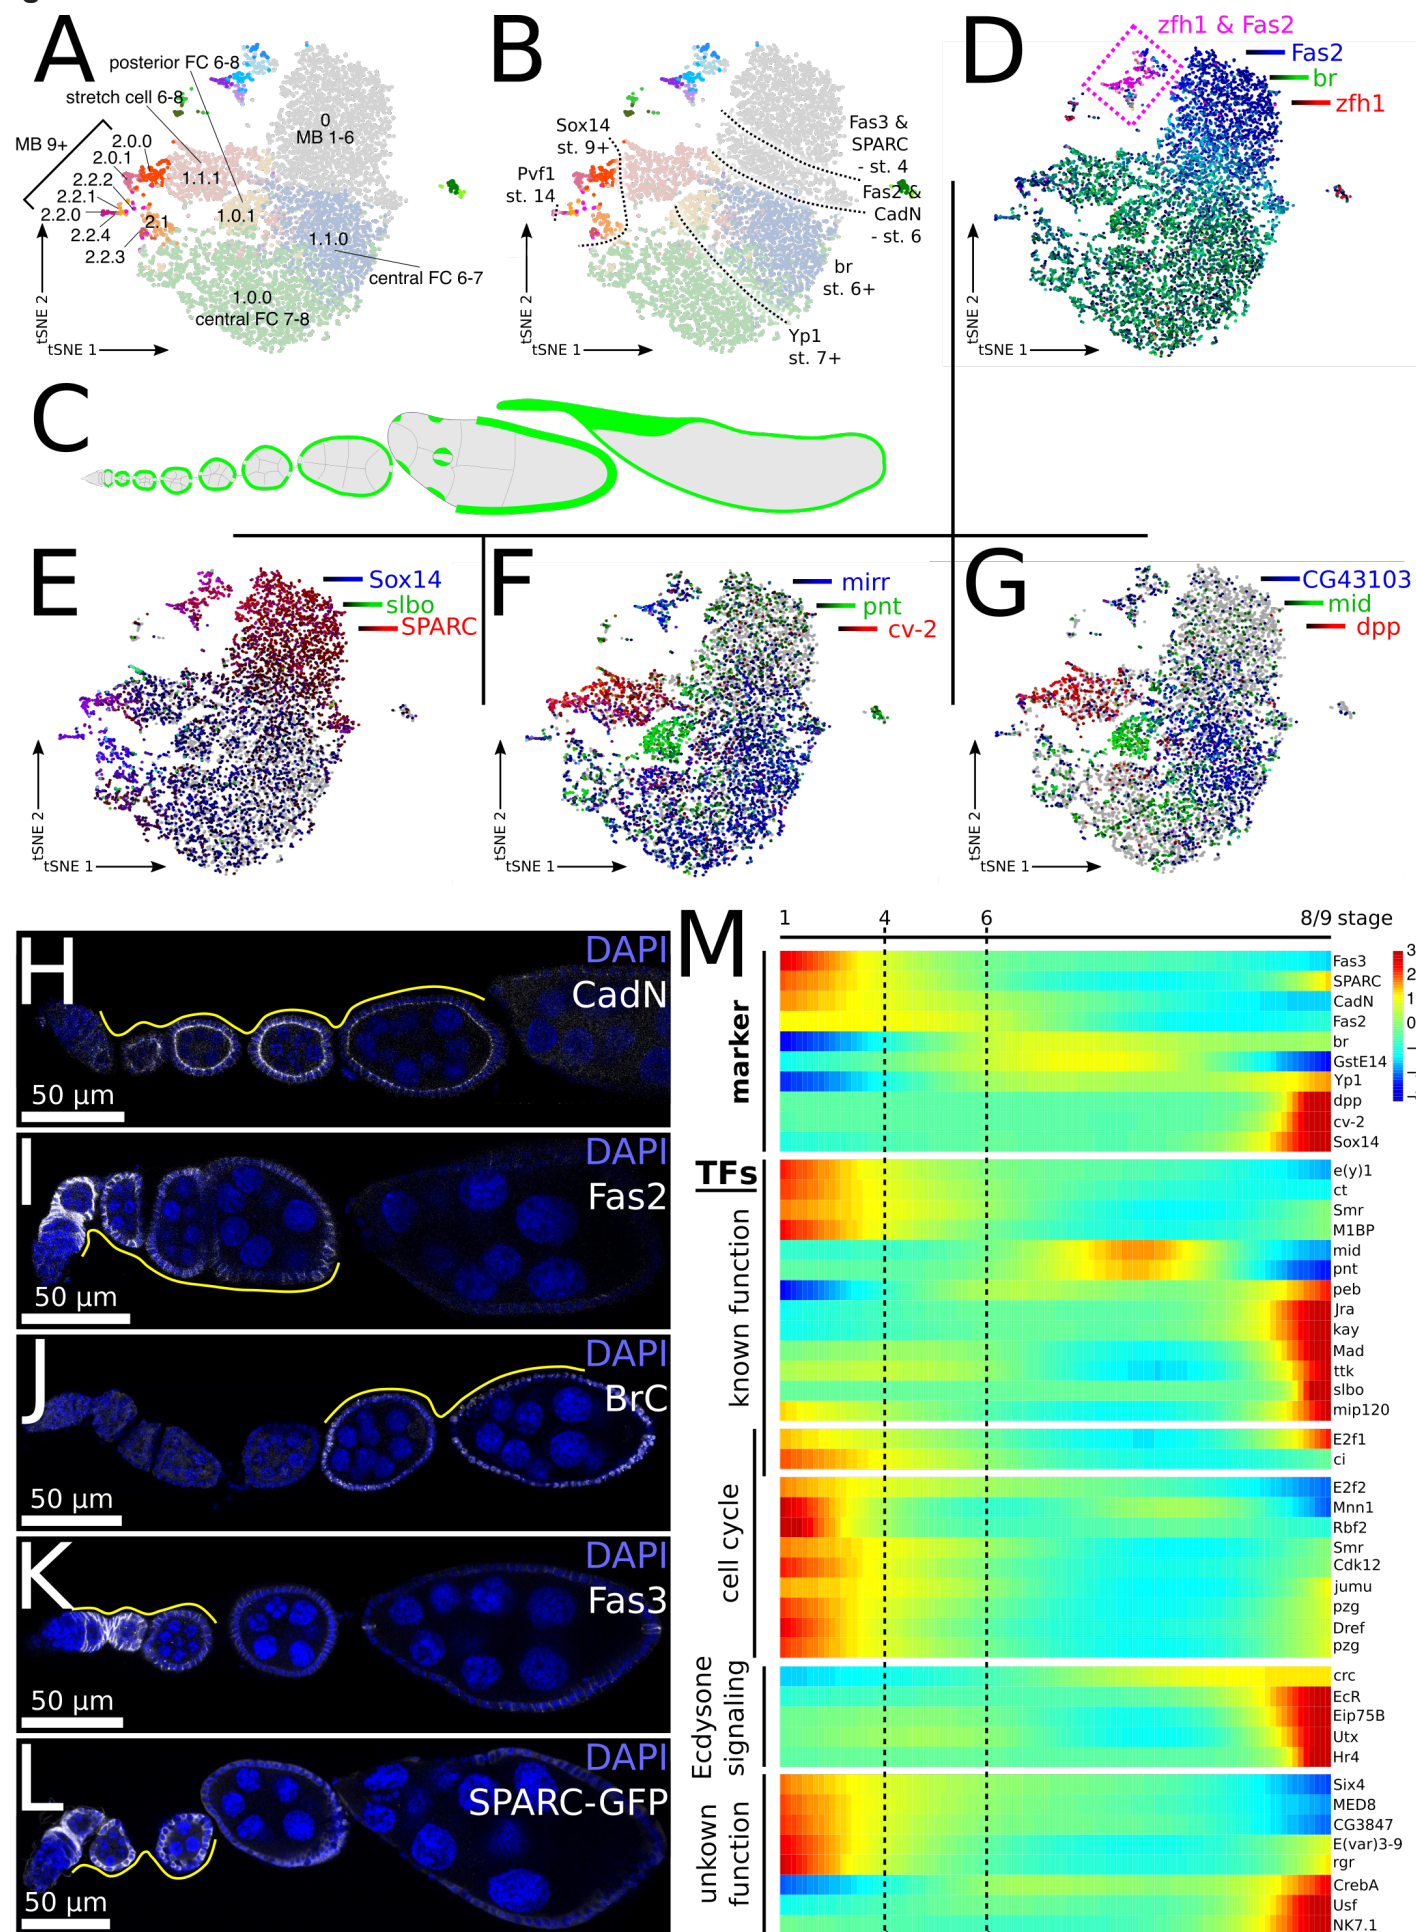 A
posterior FC 6-8
stretch cell 6-8
0
MB 1-6
MB 9+
2.0.0
2.0.1
2.2.2
2.2.1
2.2.0
2.2.4
2.2.3
2.1
1.1.1
1.0.1
1.1.0
central FC 6-7
1.0.0
central FC 7-8
tSNE 2
tSNE 1
B
Sox14
st. 9+
Pvf1
st. 14
Fas3 &
SPARC
- st. 4
Fas2 &
CadN
- st. 6
br
st. 6+
Yp1
st. 7+
tSNE 2
tSNE 1
D
zfh1 & Fas2
Fas2
br
zfh1
tSNE 2
tSNE 1
C
E
Sox14
slbo
SPARC
tSNE 2
tSNE 1
F
mirr
pnt
cv-2
tSNE 2
tSNE 1
G
CG43103
mid
dpp
tSNE 2
tSNE 1
H
DAPI
CadN
50 µm
I
DAPI
Fas2
50 µm
J
DAPI
BrC
50 µm
K
DAPI
Fas3
50 µm
L
DAPI
SPARC-GFP
50 µm
M
1 4 6 8/9 stage
3
2
1
0
marker
Fas3
SPARC
CadN
Fas2
br
GstE14
Yp1
dpp
cv-2
Sox14
TFs
known function
e(y)1
ct
Smr
M1BP
mid
pnt
peb
Jra
kay
Mad
ttk
slbo
mip120
E2f1
ci
cell cycle
E2f2
Mnn1
Rbf2
Smr
Cdk12
jumu
pzg
Dref
pzg
Ecdysone
signaling
crc
EcR
Eip75B
Utx
Hr4
unkown
function
Six4
MED8
CG3847
E(var)3-9
rgr
CrebA
Usf
NK7.1